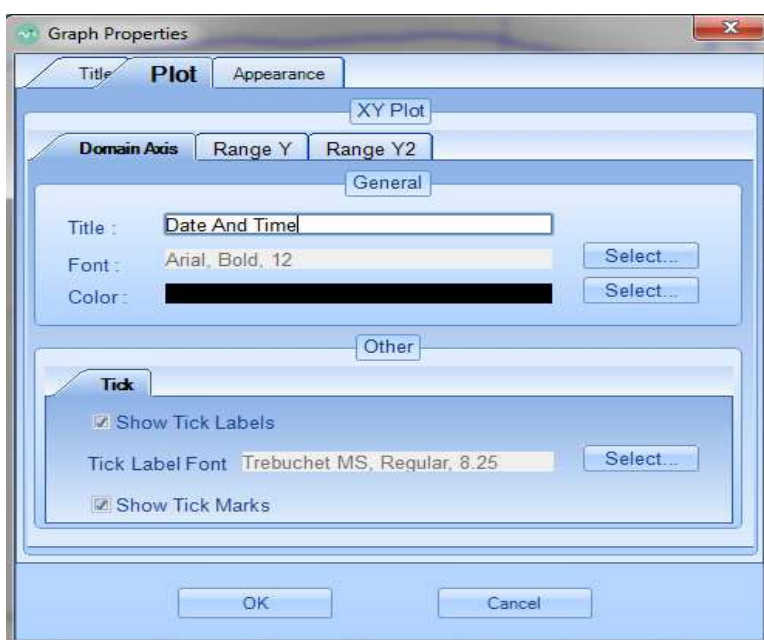 Graph Properties
Title Plot Appearance
XY Plot
Domain Axis Range Y Range Y2
General
Title : Date And Time
Font : Arial, Bold, 12 Select...
Color : Select...
Other
Tick
Show Tick Labels
Tick Label Font Trebuchet MS, Regular, 8.25 Select...
Show Tick Marks
OK Cancel